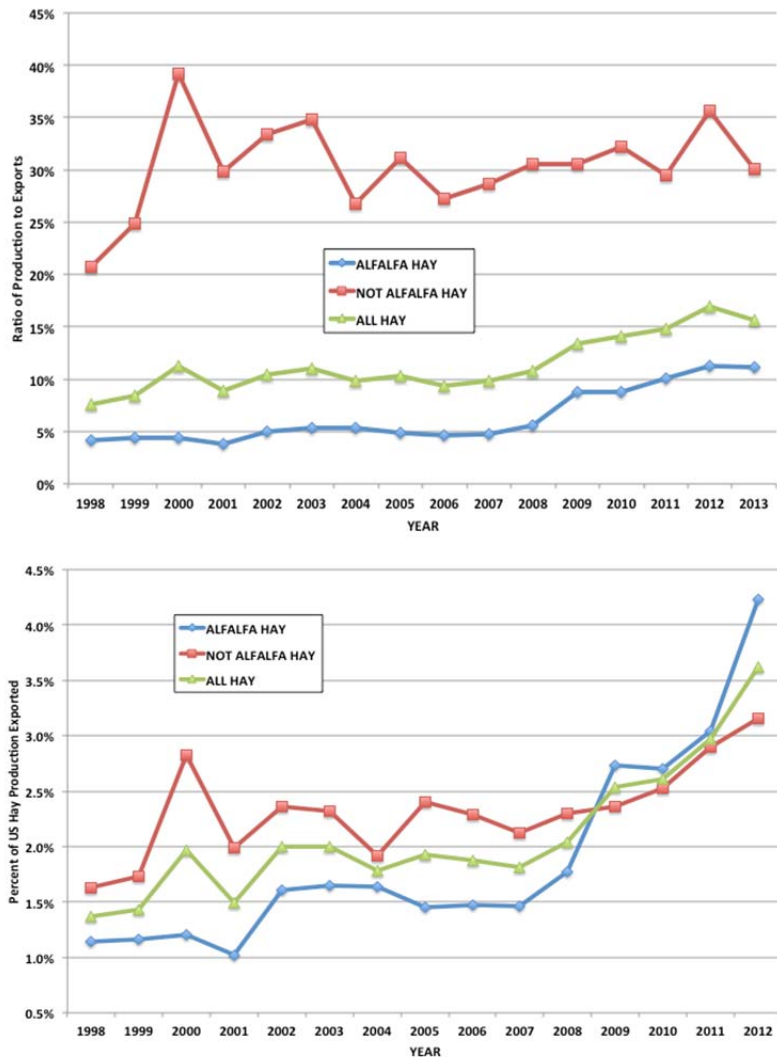 45%
40%
35%
30%
25%
20%
15%
10%
5%
0%
Ratio of Production to Exports
ALFALFA HAY
NOT ALFALFA HAY
ALL HAY
1998 1999 2000 2001 2002 2003 2004 2005 2006 2007 2008 2009 2010 2011 2012 2013
YEAR
4.5%
4.0%
3.5%
3.0%
2.5%
2.0%
1.5%
1.0%
0.5%
Percent of US Hay Production Exported
ALFALFA HAY
NOT ALFALFA HAY
ALL HAY
1998 1999 2000 2001 2002 2003 2004 2005 2006 2007 2008 2009 2010 2011 2012
YEAR